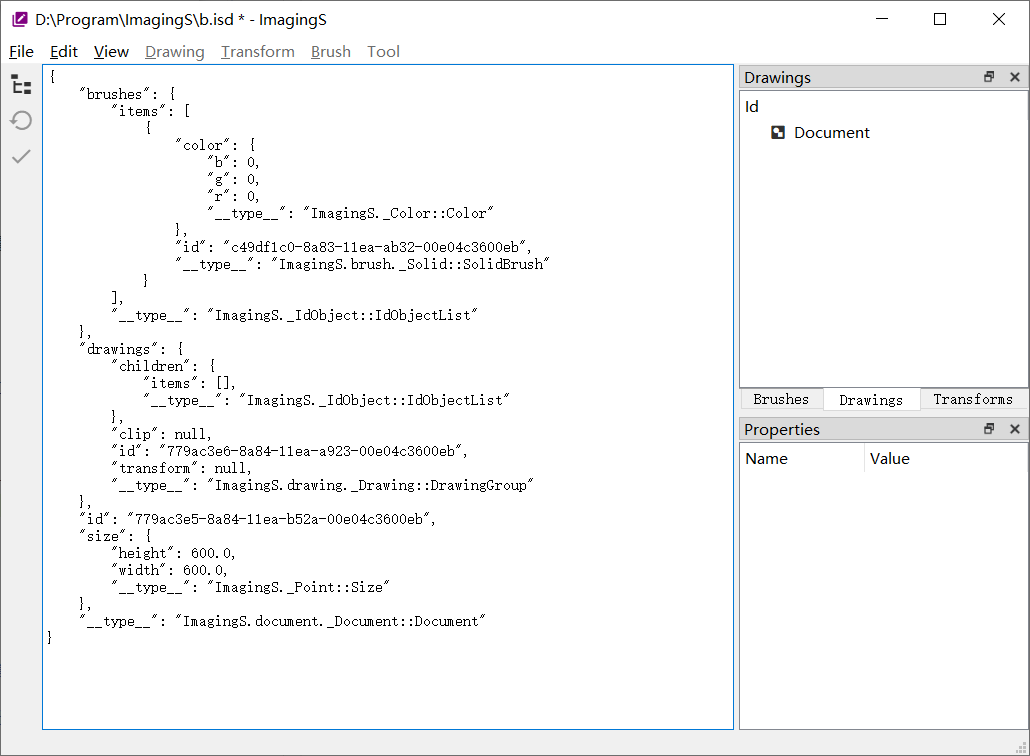 D:\Program\ImagingS\b.isd * - ImagingS
File Edit View Drawing Transform Brush Tool
{
    "brushes": {
        "items": [
            {
                "color": {
                    "b": 0,
                    "g": 0,
                    "r": 0,
                    "__type__": "ImagingS._Color::Color"
                },
                "id": "c49df1c0-8a83-11ea-ab32-00e04c3600eb",
                "__type__": "ImagingS.brush._Solid::SolidBrush"
            }
        ],
        "__type__": "ImagingS._IdObject::IdObjectList"
    },
    "drawings": {
        "children": {
            "items": [],
            "__type__": "ImagingS._IdObject::IdObjectList"
        },
        "clip": null,
        "id": "779ac3e6-8a84-11ea-a923-00e04c3600eb",
        "transform": null,
        "__type__": "ImagingS.drawing._Drawing::DrawingGroup"
    },
    "id": "779ac3e5-8a84-11ea-b52a-00e04c3600eb",
    "size": {
        "height": 600.0,
        "width": 600.0,
        "__type__": "ImagingS._Point::Size"
    },
    "__type__": "ImagingS.document._Document::Document"
}
Drawings
Id
Document
Brushes Drawings Transforms
Properties
Name Value